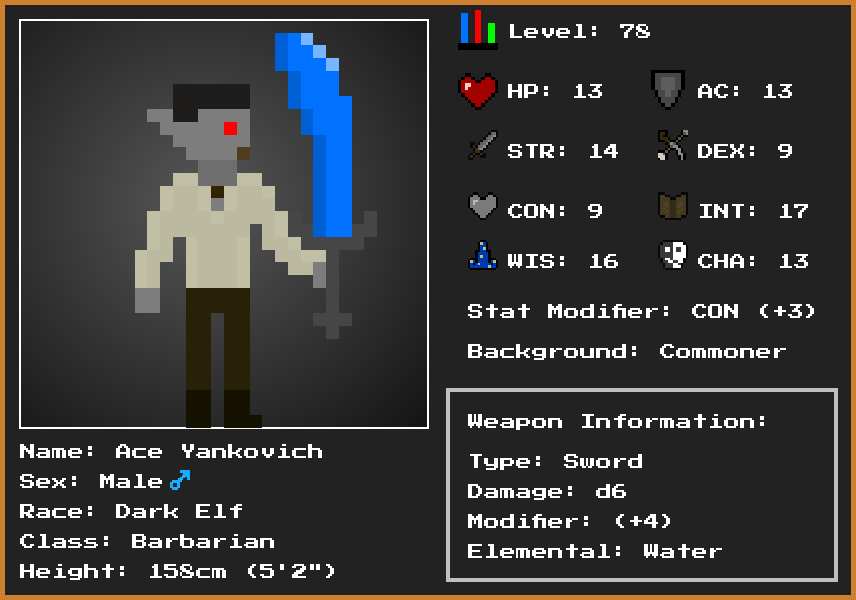 Level: 78
HP: 13 AC: 13
STR: 14 DEX: 9
CON: 9 INT: 17
WIS: 16 CHA: 13
Stat Modifier: CON (+3)
Background: Commoner
Weapon Information:
Type: Sword
Damage: d6
Modifier: (+4)
Elemental: Water
Name: Ace Yankovich
Sex: Male ♂
Race: Dark Elf
Class: Barbarian
Height: 158cm (5'2")